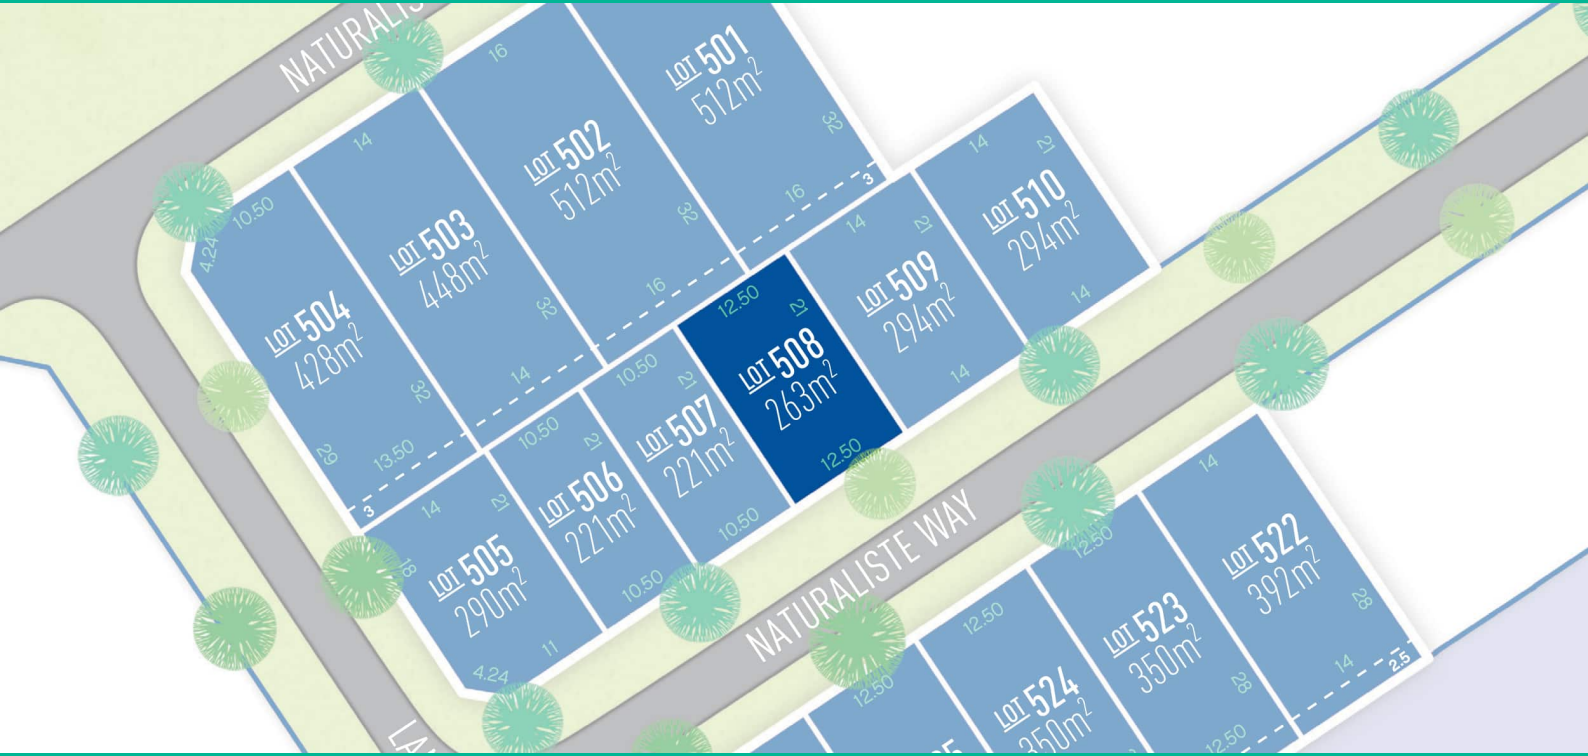 NATURALIS
LOT 501
512m²
32
16
3
16
LOT 502
512m²
32
16
14
LOT 503
448m²
32
14
10.50
4.24
LOT 504
428m²
32
29
13.50
3
14
21
LOT 510
294m²
14
14
21
LOT 509
294m²
14
12.50
21
LOT 508
263m²
12.50
10.50
21
LOT 507
221m²
10.50
10.50
21
LOT 506
221m²
10.50
14
21
18
LOT 505
290m²
11
4.24
NATURALISTE WAY
14
LOT 522
392m²
28
14
2.5
12.50
LOT 523
350m²
28
12.50
12.50
LOT 524
350m²
12.50